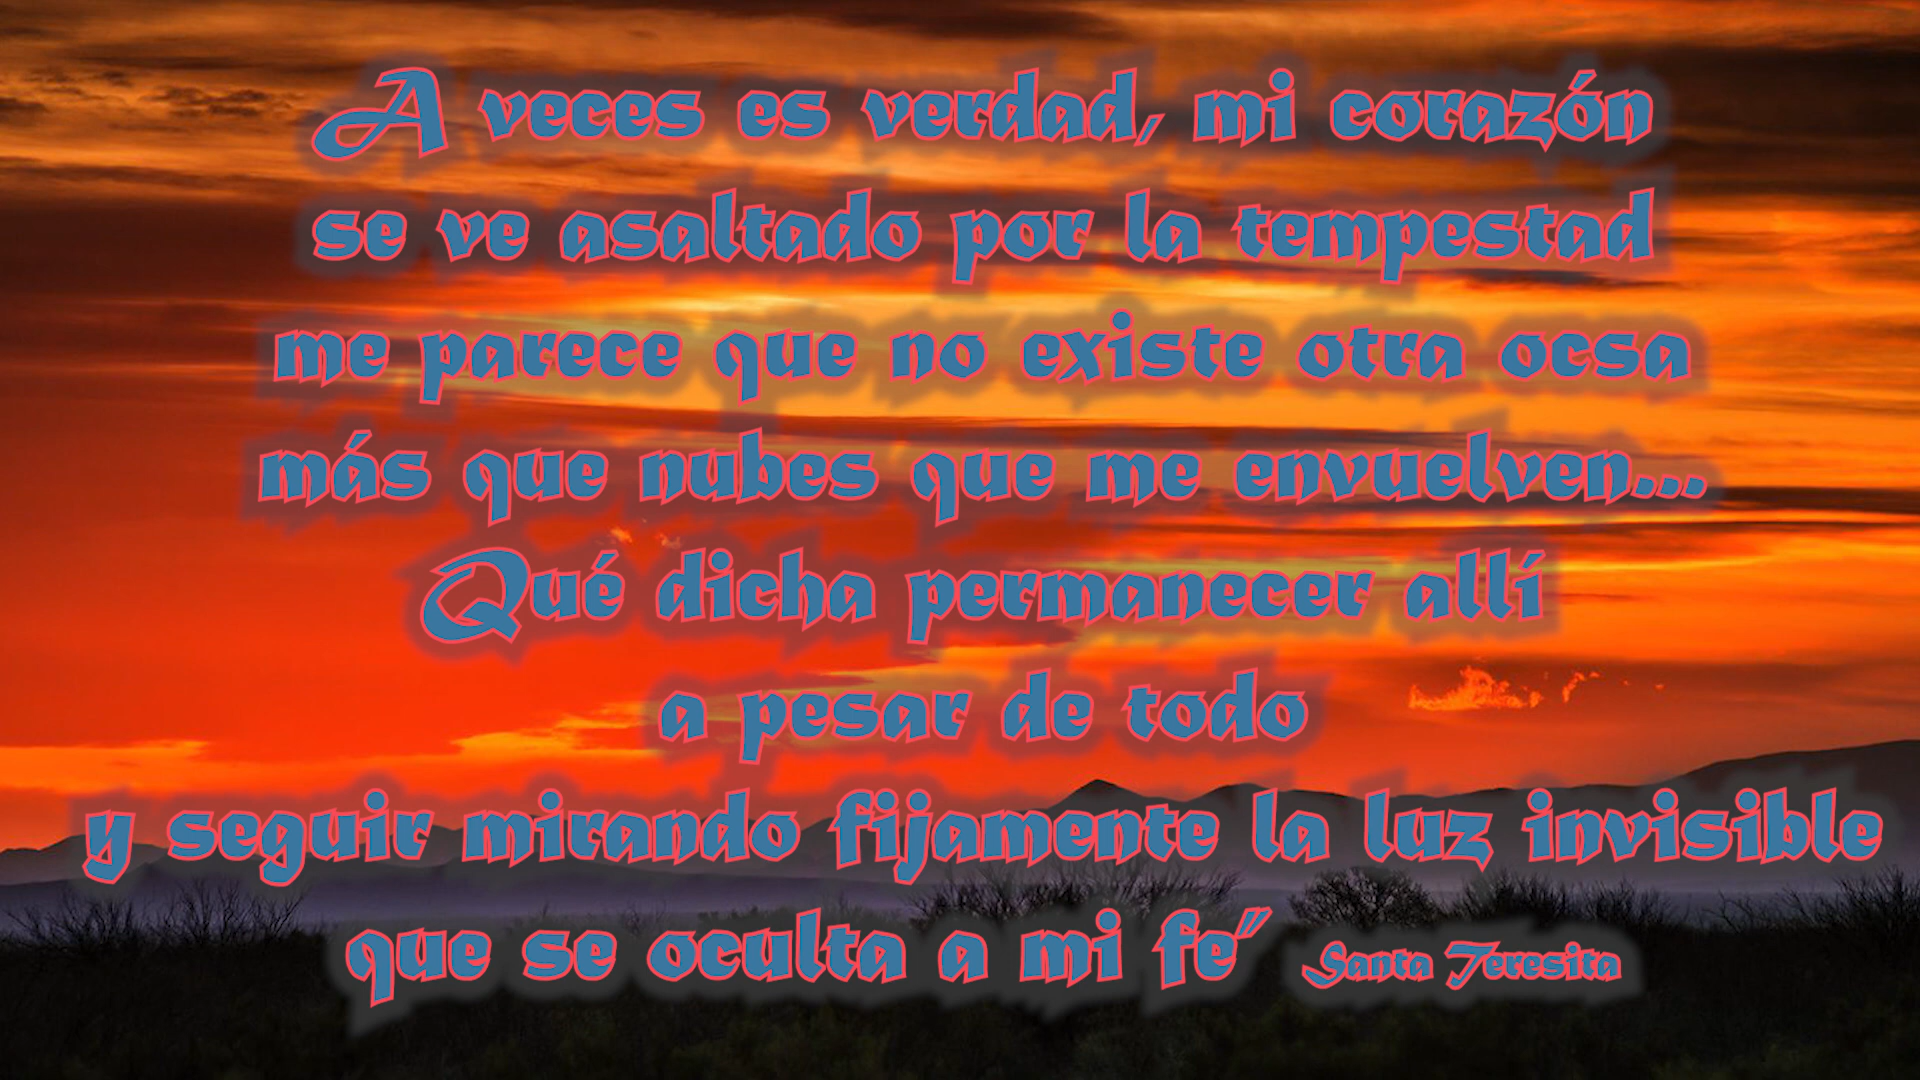 A veces es verdad, mi corazón
se ve asaltado por la tempestad
me parece que no existe otra ocsa
más que nubes que me envuelven...
Qué dicha permanecer allí
a pesar de todo
y seguir mirando fijamente la luz invisible
que se oculta a mi fe" Santa Teresita